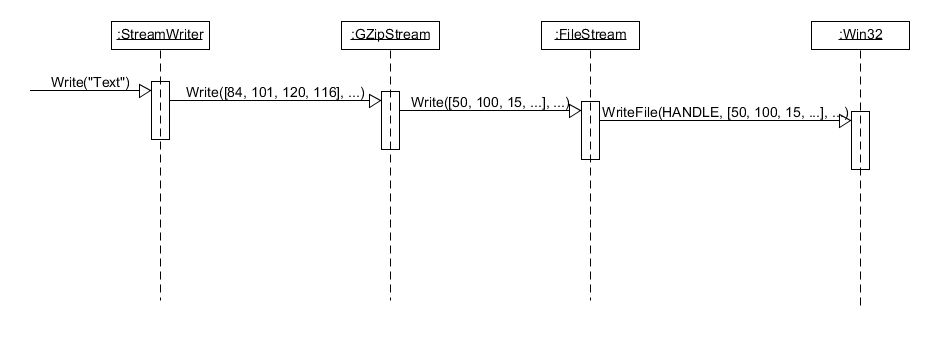 :StreamWriter
:GZipStream
:FileStream
:Win32
Write("Text")
Write([84, 101, 120, 116], ...)
Write([50, 100, 15, ...], ...)
WriteFile(HANDLE, [50, 100, 15, ...], ...)